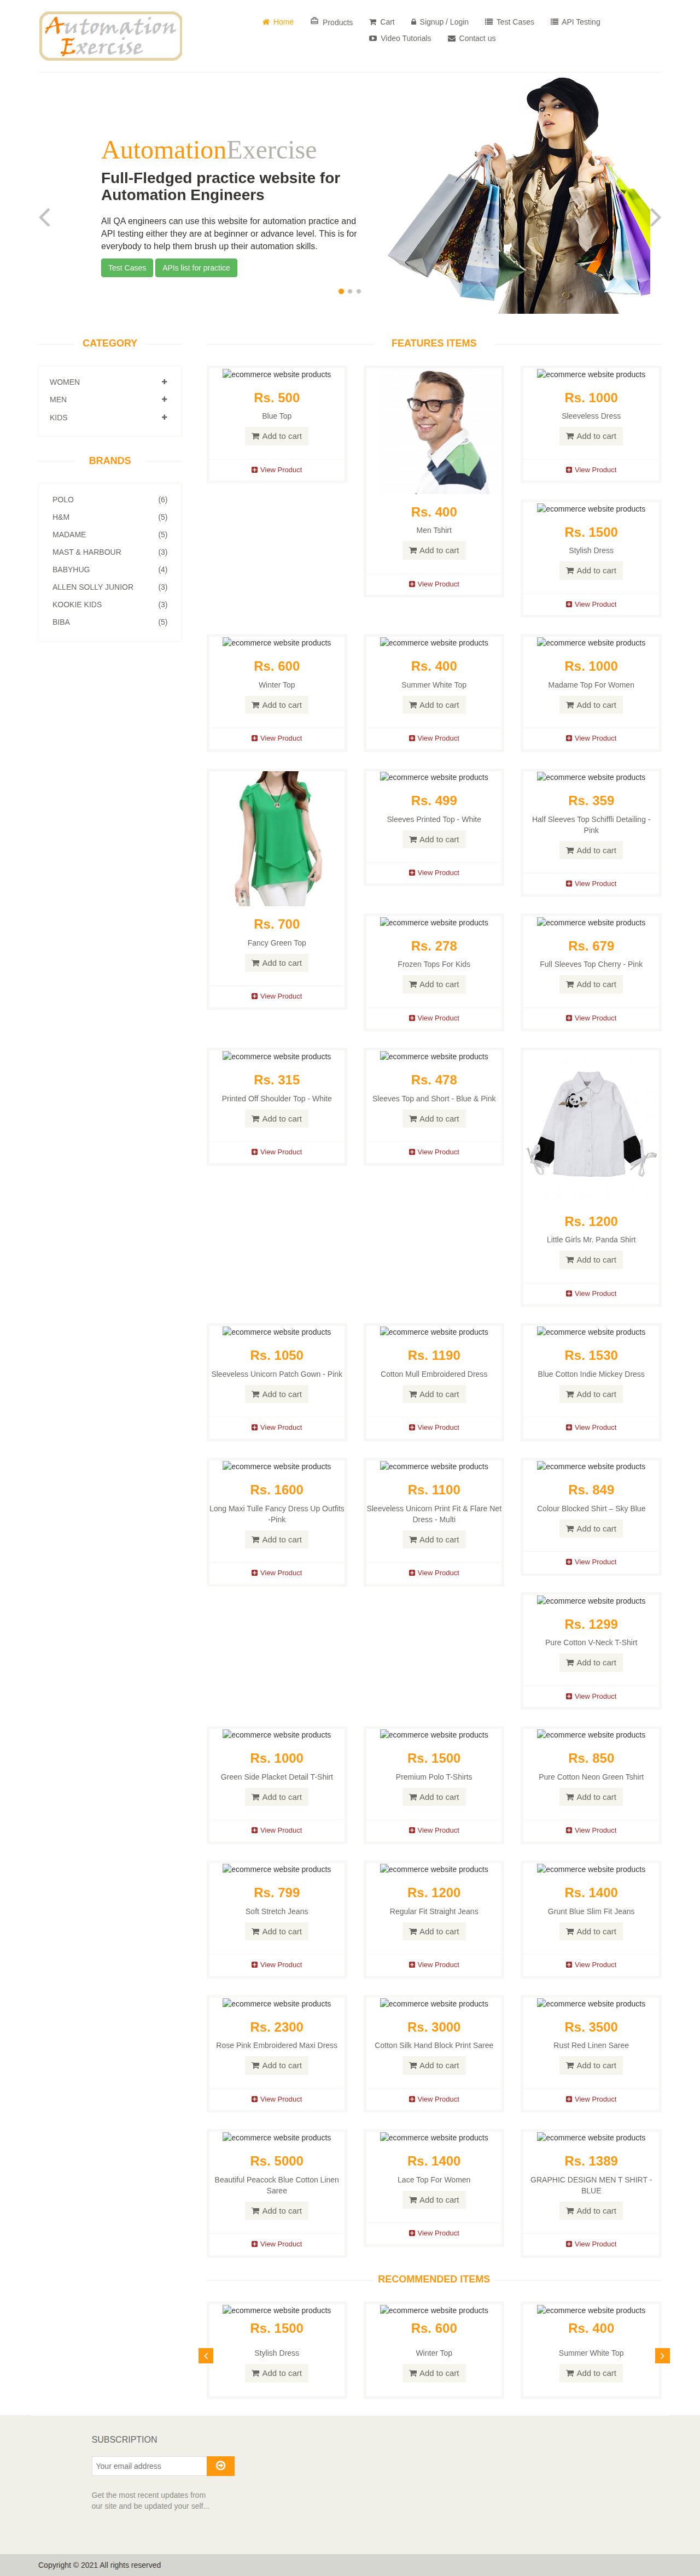 Automation
Exercise
Home
Products
Cart
Signup / Login
Test Cases
API Testing
Video Tutorials
Contact us
AutomationExercise
Full-Fledged practice website for
Automation Engineers
All QA engineers can use this website for automation practice and
API testing either they are at beginner or advance level. This is for
everybody to help them brush up their automation skills.
Test Cases
APIs list for practice
CATEGORY
WOMEN
MEN
KIDS
BRANDS
POLO (6)
H&M (5)
MADAME (5)
MAST & HARBOUR (3)
BABYHUG (4)
ALLEN SOLLY JUNIOR (3)
KOOKIE KIDS (3)
BIBA (5)
FEATURES ITEMS
ecommerce website products
Rs. 500
Blue Top
Add to cart
View Product
Rs. 400
Men Tshirt
Add to cart
View Product
ecommerce website products
Rs. 1000
Sleeveless Dress
Add to cart
View Product
ecommerce website products
Rs. 1500
Stylish Dress
Add to cart
View Product
ecommerce website products
Rs. 600
Winter Top
Add to cart
View Product
ecommerce website products
Rs. 400
Summer White Top
Add to cart
View Product
ecommerce website products
Rs. 1000
Madame Top For Women
Add to cart
View Product
Rs. 700
Fancy Green Top
Add to cart
View Product
ecommerce website products
Rs. 499
Sleeves Printed Top - White
Add to cart
View Product
ecommerce website products
Rs. 359
Half Sleeves Top Schiffli Detailing -
Pink
Add to cart
View Product
ecommerce website products
Rs. 278
Frozen Tops For Kids
Add to cart
View Product
ecommerce website products
Rs. 679
Full Sleeves Top Cherry - Pink
Add to cart
View Product
ecommerce website products
Rs. 315
Printed Off Shoulder Top - White
Add to cart
View Product
ecommerce website products
Rs. 478
Sleeves Top and Short - Blue & Pink
Add to cart
View Product
Rs. 1200
Little Girls Mr. Panda Shirt
Add to cart
View Product
ecommerce website products
Rs. 1050
Sleeveless Unicorn Patch Gown - Pink
Add to cart
View Product
ecommerce website products
Rs. 1190
Cotton Mull Embroidered Dress
Add to cart
View Product
ecommerce website products
Rs. 1530
Blue Cotton Indie Mickey Dress
Add to cart
View Product
ecommerce website products
Rs. 1600
Long Maxi Tulle Fancy Dress Up Outfits
-Pink
Add to cart
View Product
ecommerce website products
Rs. 1100
Sleeveless Unicorn Print Fit & Flare Net
Dress - Multi
Add to cart
View Product
ecommerce website products
Rs. 849
Colour Blocked Shirt – Sky Blue
Add to cart
View Product
ecommerce website products
Rs. 1299
Pure Cotton V-Neck T-Shirt
Add to cart
View Product
ecommerce website products
Rs. 1000
Green Side Placket Detail T-Shirt
Add to cart
View Product
ecommerce website products
Rs. 1500
Premium Polo T-Shirts
Add to cart
View Product
ecommerce website products
Rs. 850
Pure Cotton Neon Green Tshirt
Add to cart
View Product
ecommerce website products
Rs. 799
Soft Stretch Jeans
Add to cart
View Product
ecommerce website products
Rs. 1200
Regular Fit Straight Jeans
Add to cart
View Product
ecommerce website products
Rs. 1400
Grunt Blue Slim Fit Jeans
Add to cart
View Product
ecommerce website products
Rs. 2300
Rose Pink Embroidered Maxi Dress
Add to cart
View Product
ecommerce website products
Rs. 3000
Cotton Silk Hand Block Print Saree
Add to cart
View Product
ecommerce website products
Rs. 3500
Rust Red Linen Saree
Add to cart
View Product
ecommerce website products
Rs. 5000
Beautiful Peacock Blue Cotton Linen
Saree
Add to cart
View Product
ecommerce website products
Rs. 1400
Lace Top For Women
Add to cart
View Product
ecommerce website products
Rs. 1389
GRAPHIC DESIGN MEN T SHIRT -
BLUE
Add to cart
View Product
RECOMMENDED ITEMS
ecommerce website products
Rs. 1500
Stylish Dress
Add to cart
ecommerce website products
Rs. 600
Winter Top
Add to cart
ecommerce website products
Rs. 400
Summer White Top
Add to cart
SUBSCRIPTION
Your email address
Get the most recent updates from
our site and be updated your self...
Copyright © 2021 All rights reserved